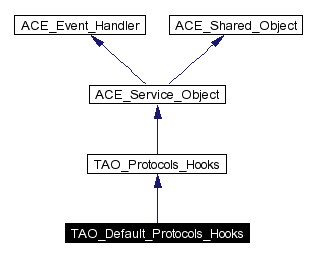 ACE_Event_Handler
ACE_Shared_Object
ACE_Service_Object
TAO_Protocols_Hooks
TAO_Default_Protocols_Hooks